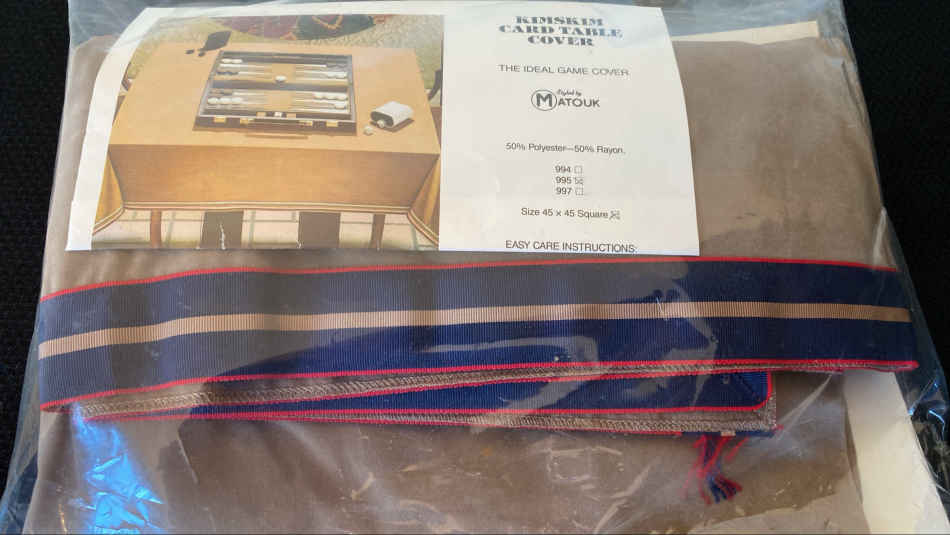 KIMSKIM
CARD TABLE
COVER
THE IDEAL GAME COVER
Styled by
MATOUK
50% Polyester—50% Rayon.
994 ☐
995 ☒
997 ☐
Size 45 x 45 Square ☒
EASY CARE INSTRUCTIONS: